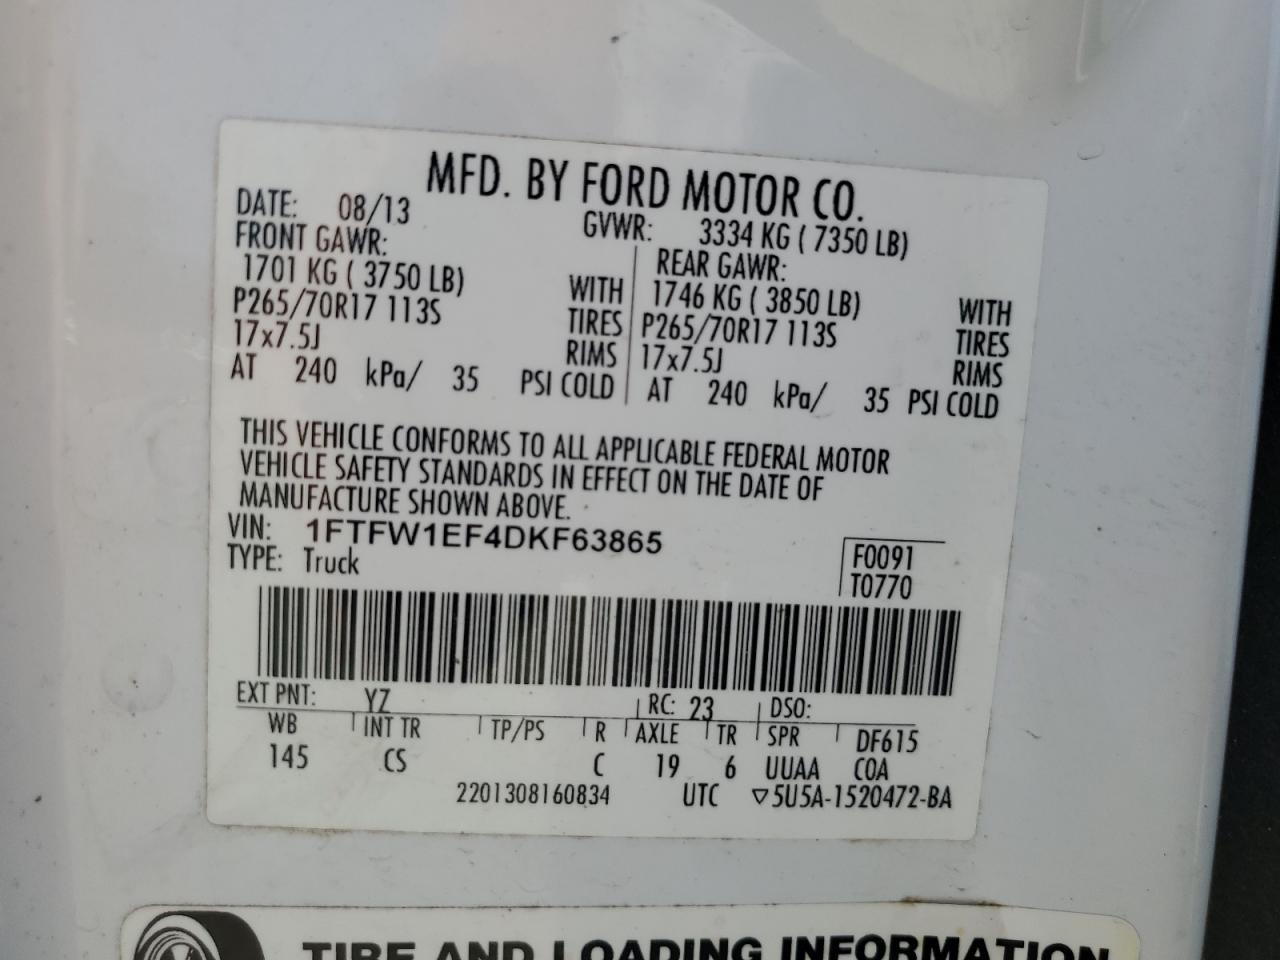 MFD. BY FORD MOTOR CO.
DATE: 08/13 GVWR: 3334 KG ( 7350 LB)
FRONT GAWR: REAR GAWR:
1701 KG ( 3750 LB) WITH 1746 KG ( 3850 LB) WITH
P265/70R17 113S TIRES P265/70R17 113S TIRES
17x7.5J RIMS 17x7.5J RIMS
AT 240 kPa/ 35 PSI COLD AT 240 kPa/ 35 PSI COLD
THIS VEHICLE CONFORMS TO ALL APPLICABLE FEDERAL MOTOR
VEHICLE SAFETY STANDARDS IN EFFECT ON THE DATE OF
MANUFACTURE SHOWN ABOVE.
VIN: 1FTFW1EF4DKF63865
TYPE: Truck
F0091
T0770
EXT PNT: YZ RC: 23 DSO:
WB INT TR TP/PS R AXLE TR SPR DF615
145 CS C 19 6 UUAA COA
2201308160834 UTC ▽5U5A-1520472-BA
TIRE AND LOADING INFORMATION